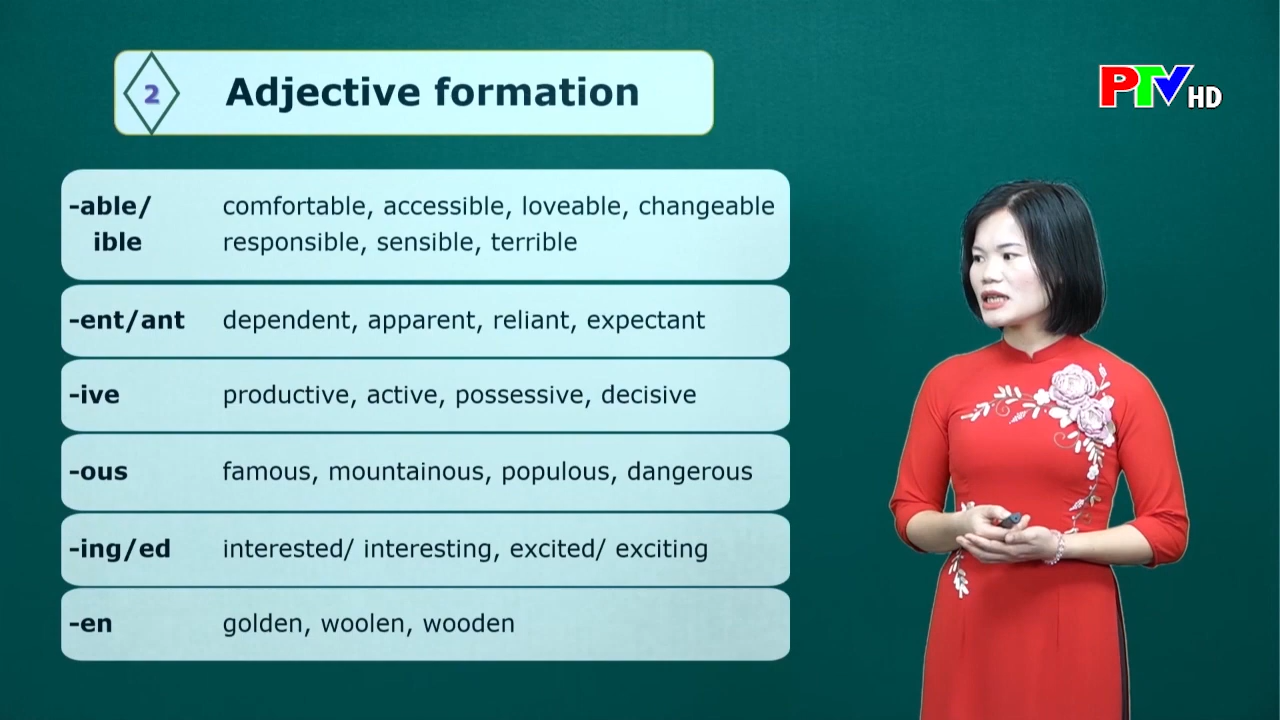 2 Adjective formation
PTV HD
-able/ comfortable, accessible, loveable, changeable
ible responsible, sensible, terrible
-ent/ant dependent, apparent, reliant, expectant
-ive productive, active, possessive, decisive
-ous famous, mountainous, populous, dangerous
-ing/ed interested/ interesting, excited/ exciting
-en golden, woolen, wooden